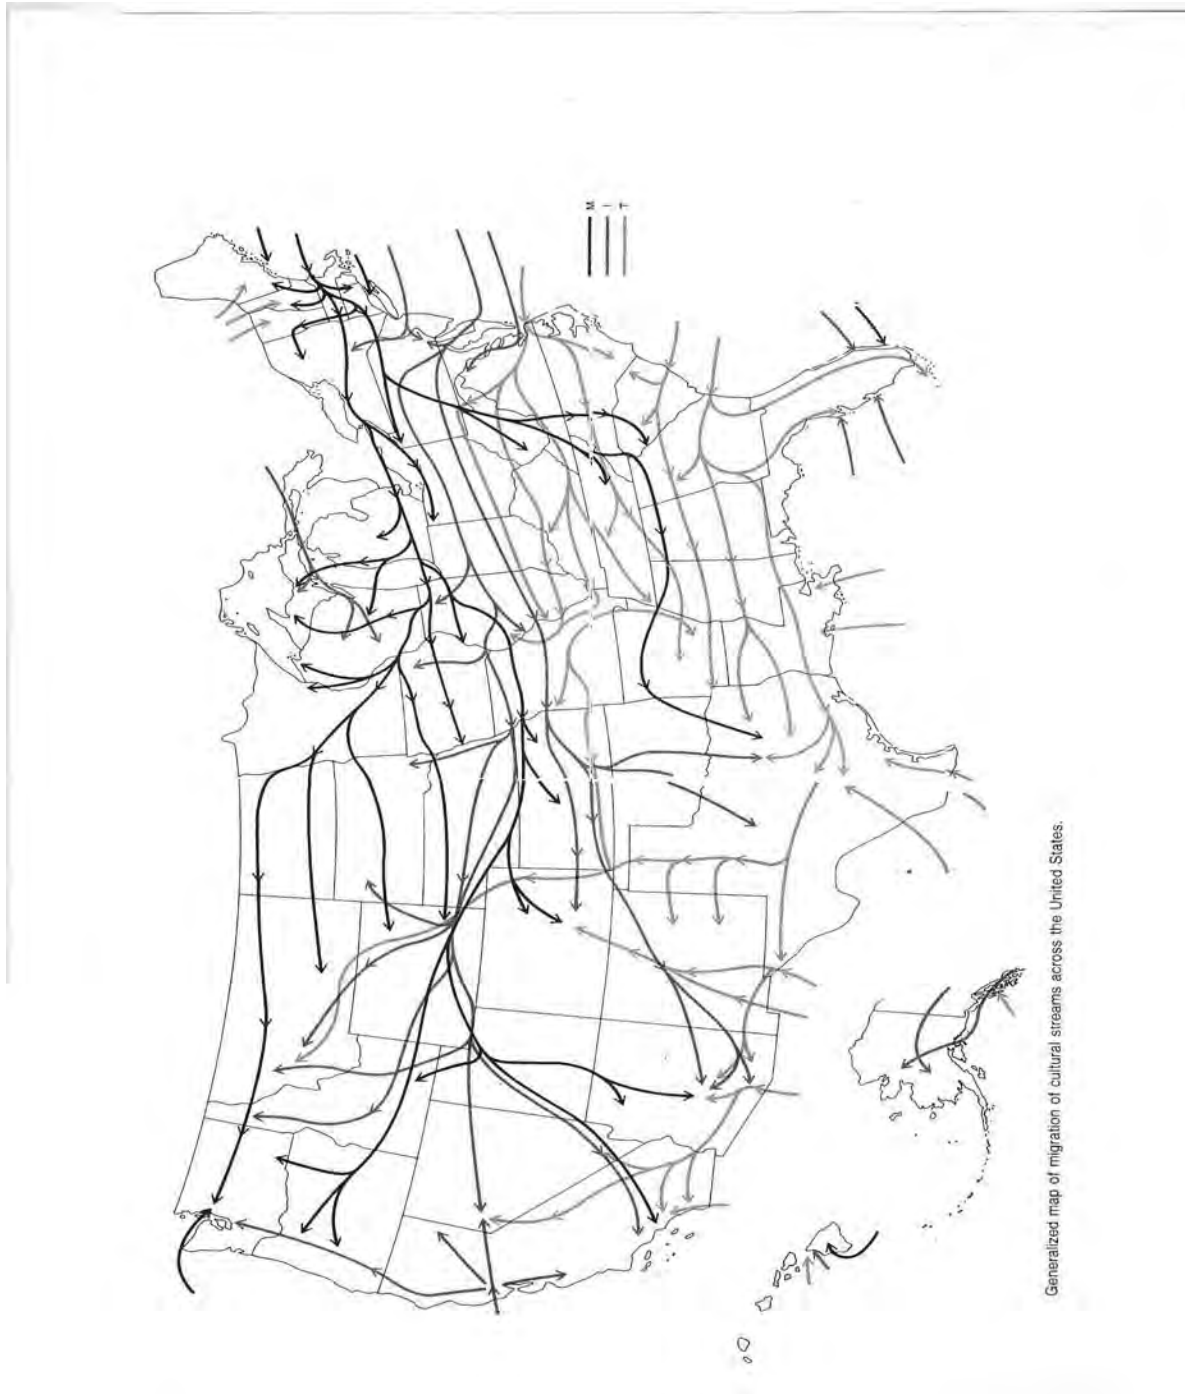 M
I
T
Generalized map of migration of cultural streams across the United States.